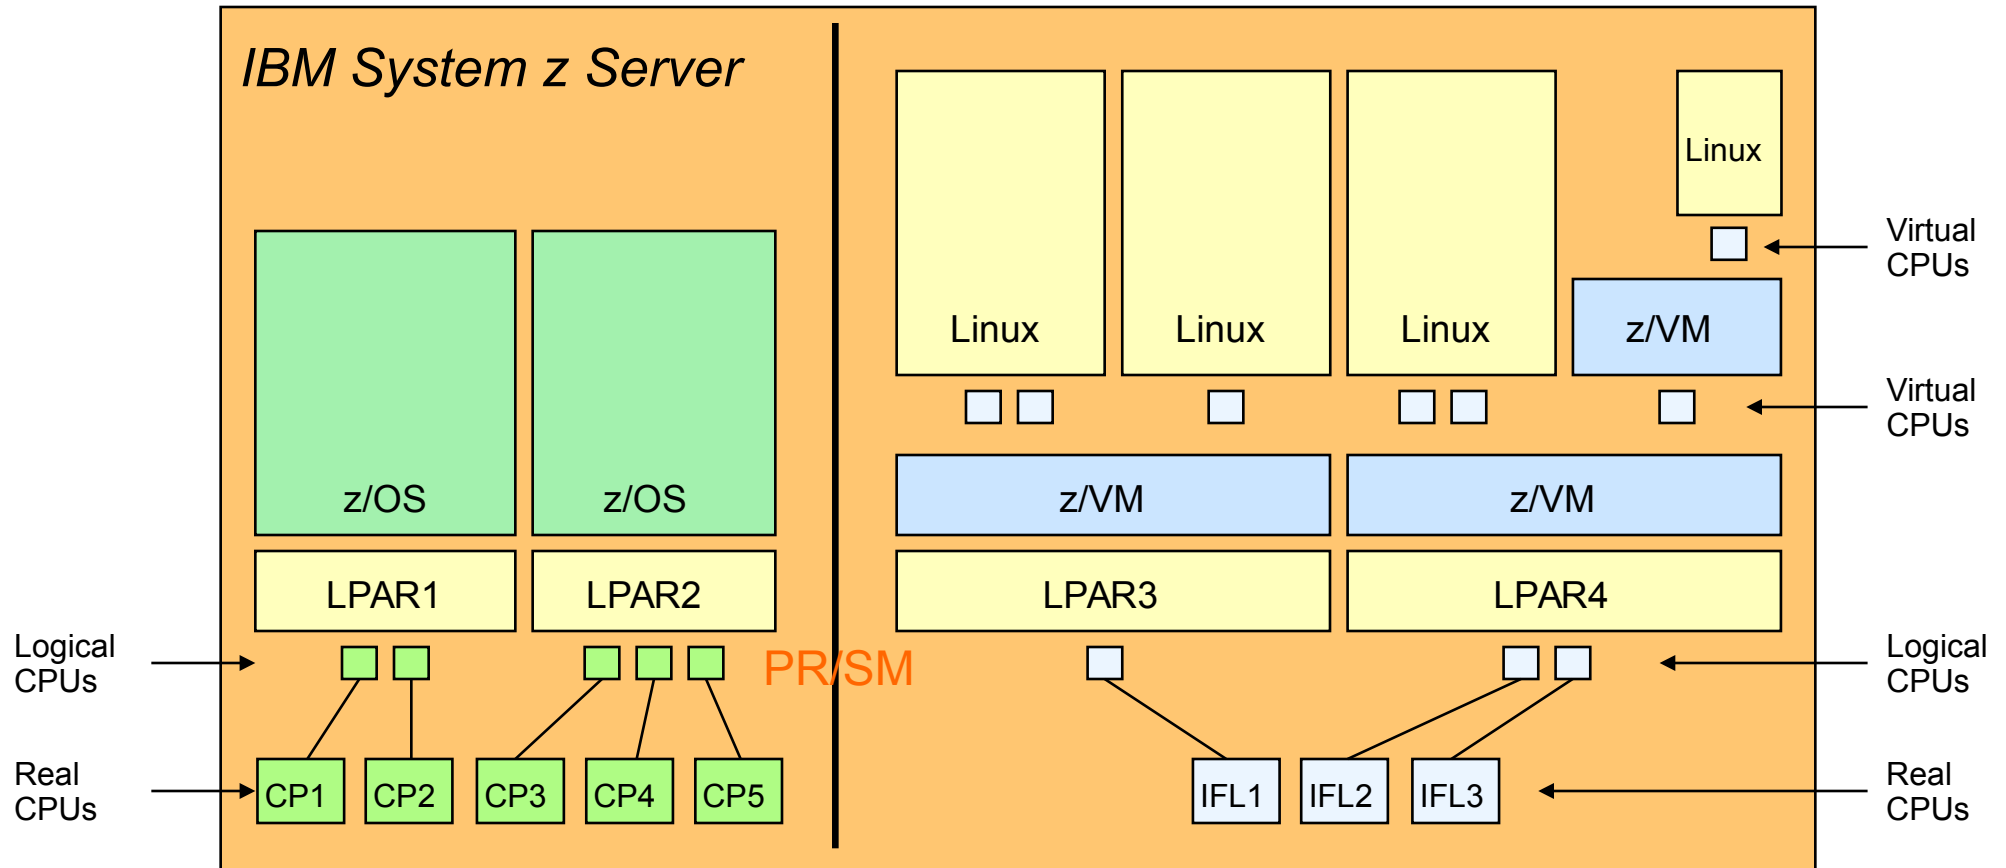 IBM System z Server
Linux
Virtual
CPUs
Linux
Linux
Linux
z/VM
Virtual
CPUs
z/OS
z/OS
z/VM
z/VM
LPAR1
LPAR2
LPAR3
LPAR4
Logical
CPUs
PR/SM
Logical
CPUs
Real
CPUs
CP1
CP2
CP3
CP4
CP5
IFL1
IFL2
IFL3
Real
CPUs